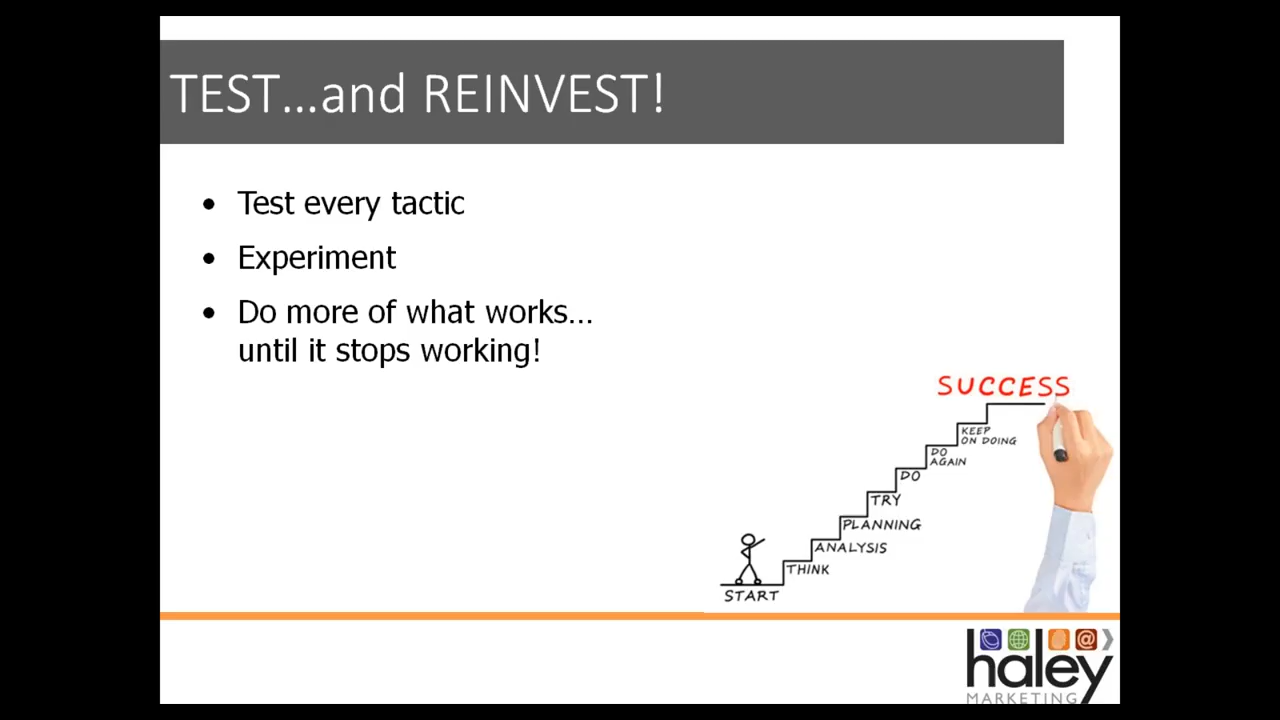 TEST...and REINVEST!
• Test every tactic
• Experiment
• Do more of what works...
until it stops working!
SUCCESS
KEEP
ON DOING
DO
AGAIN
DO
TRY
PLANNING
ANALYSIS
THINK
START
haley
MARKETING